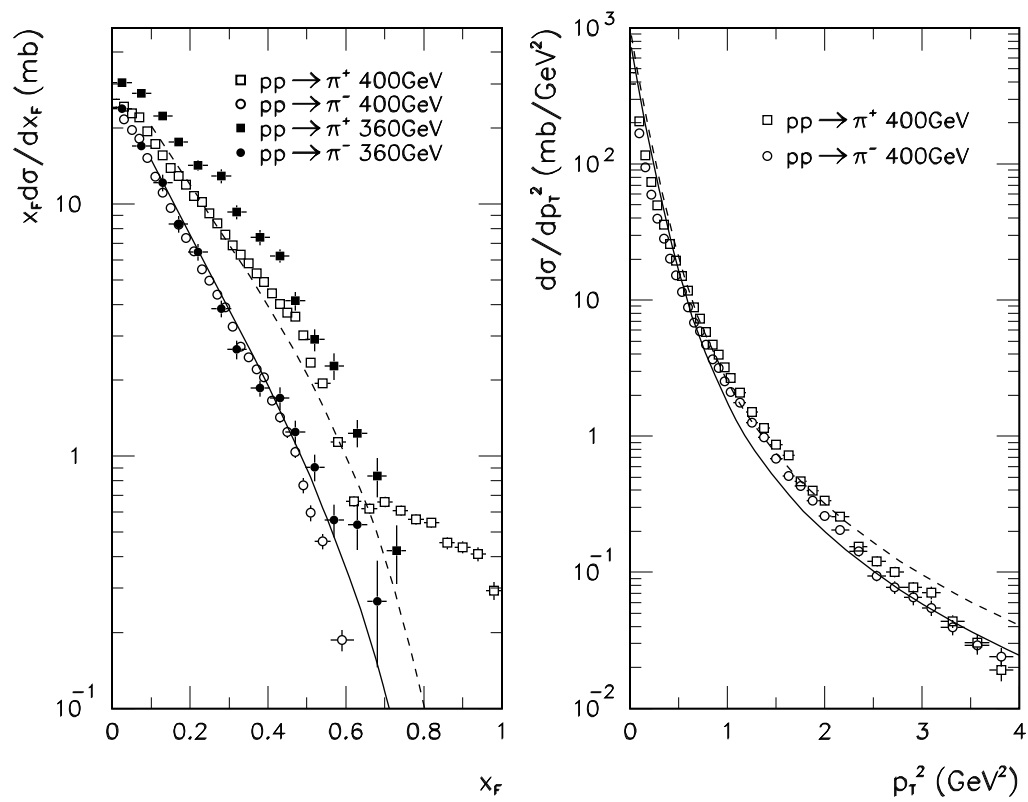 x_F dσ/dx_F (mb)
pp → π⁺ 400GeV
pp → π⁻ 400GeV
pp → π⁺ 360GeV
pp → π⁻ 360GeV
10
1
10⁻¹
0 0.2 0.4 0.6 0.8 1
x_F
dσ/dp_T² (mb/GeV²)
pp → π⁺ 400GeV
pp → π⁻ 400GeV
10³
10²
10
1
10⁻¹
10⁻²
0 1 2 3 4
p_T² (GeV²)